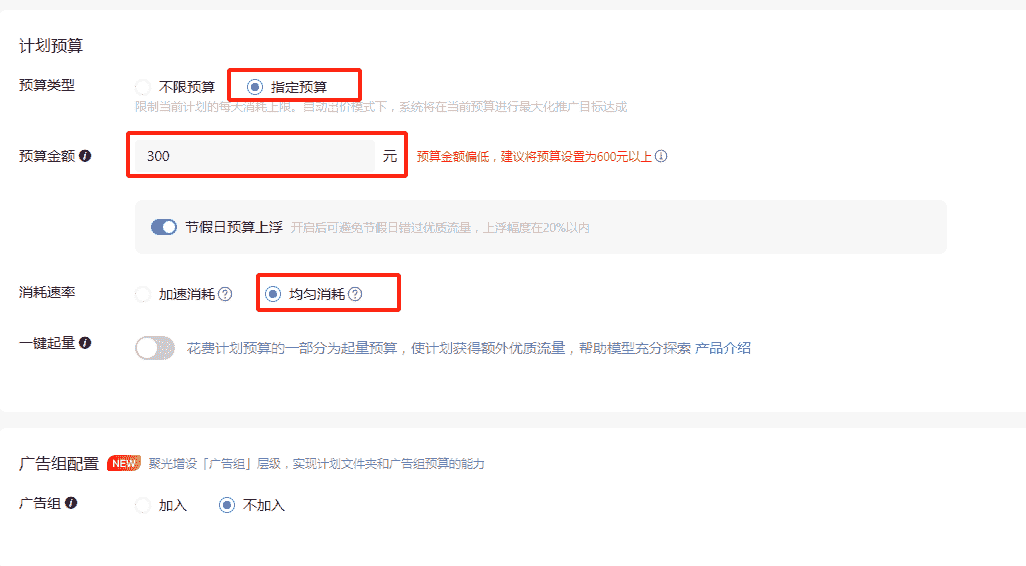 计划预算
预算类型 不限预算 指定预算
限制当前计划的每天消耗上限。自动出价模式下，系统将在当前预算进行最大化推广目标达成
预算金额 300 元 预算金额偏低，建议将预算设置为600元以上
节假日预算上浮 开启后可避免节假日错过优质流量，上浮幅度在20%以内
消耗速率 加速消耗 均匀消耗
一键起量 花费计划预算的一部分为起量预算，使计划获得额外优质流量，帮助模型充分探索 产品介绍
广告组配置 NEW 聚光增设「广告组」层级，实现计划文件夹和广告组预算的能力
广告组 加入 不加入